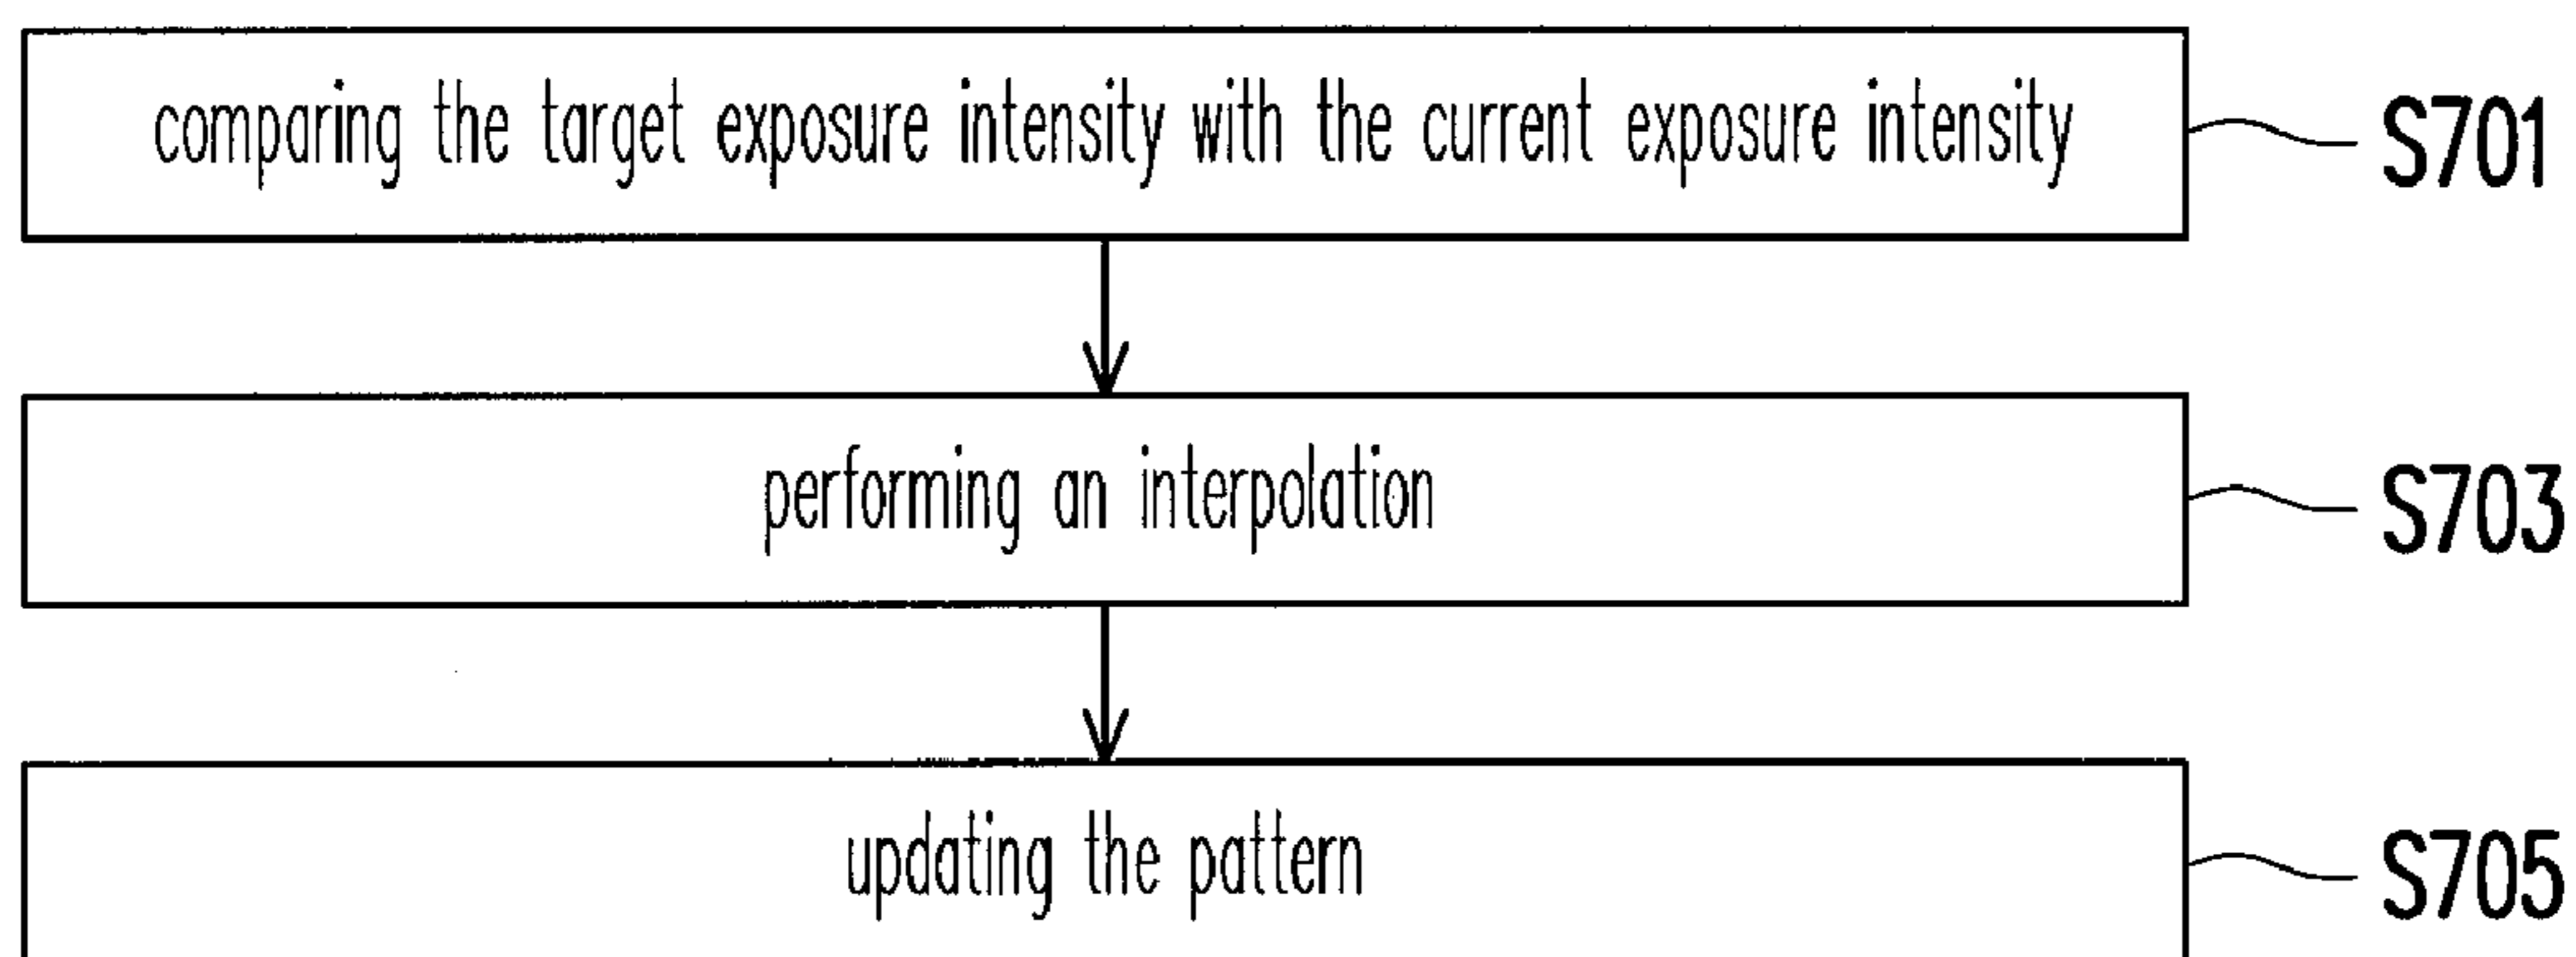 comparing the target exposure intensity with the current exposure intensity
S701
performing an interpolation
S703
updating the pattern
S705